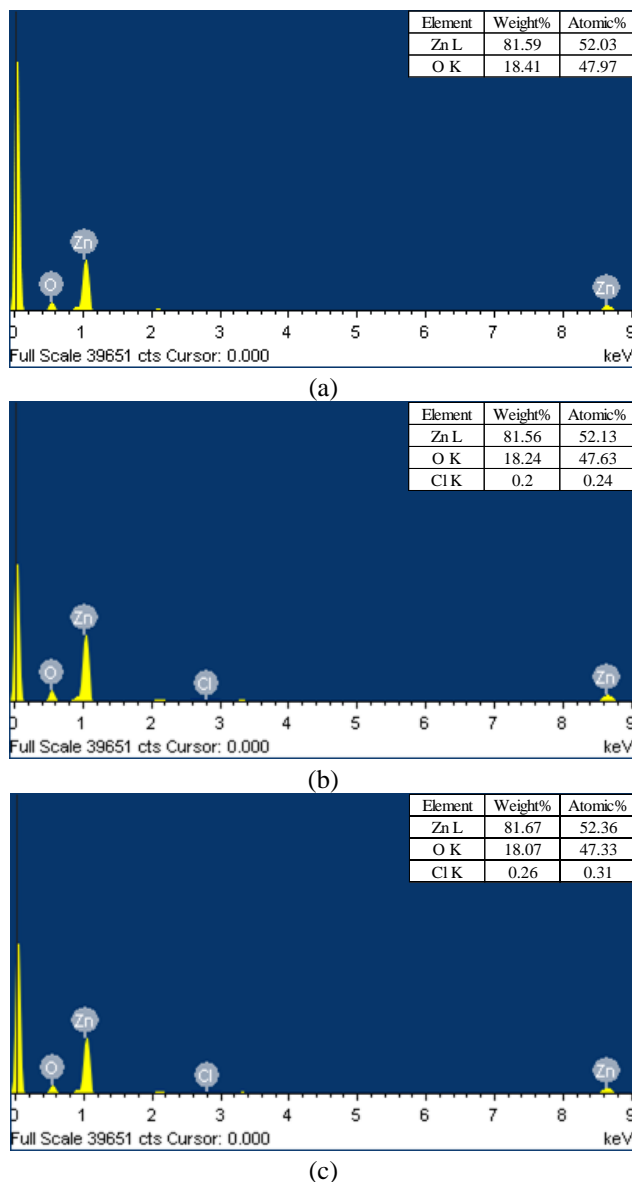 Element Weight% Atomic%
Zn L 81.59 52.03
O K 18.41 47.97
Zn
O
Zn
0 1 2 3 4 5 6 7 8 9
Full Scale 39651 cts Cursor: 0.000 keV
(a)
Element Weight% Atomic%
Zn L 81.56 52.13
O K 18.24 47.63
Cl K 0.2 0.24
Zn
O Cl Zn
0 1 2 3 4 5 6 7 8 9
Full Scale 39651 cts Cursor: 0.000 keV
(b)
Element Weight% Atomic%
Zn L 81.67 52.36
O K 18.07 47.33
Cl K 0.26 0.31
Zn
O Cl Zn
0 1 2 3 4 5 6 7 8 9
Full Scale 39651 cts Cursor: 0.000 keV
(c)